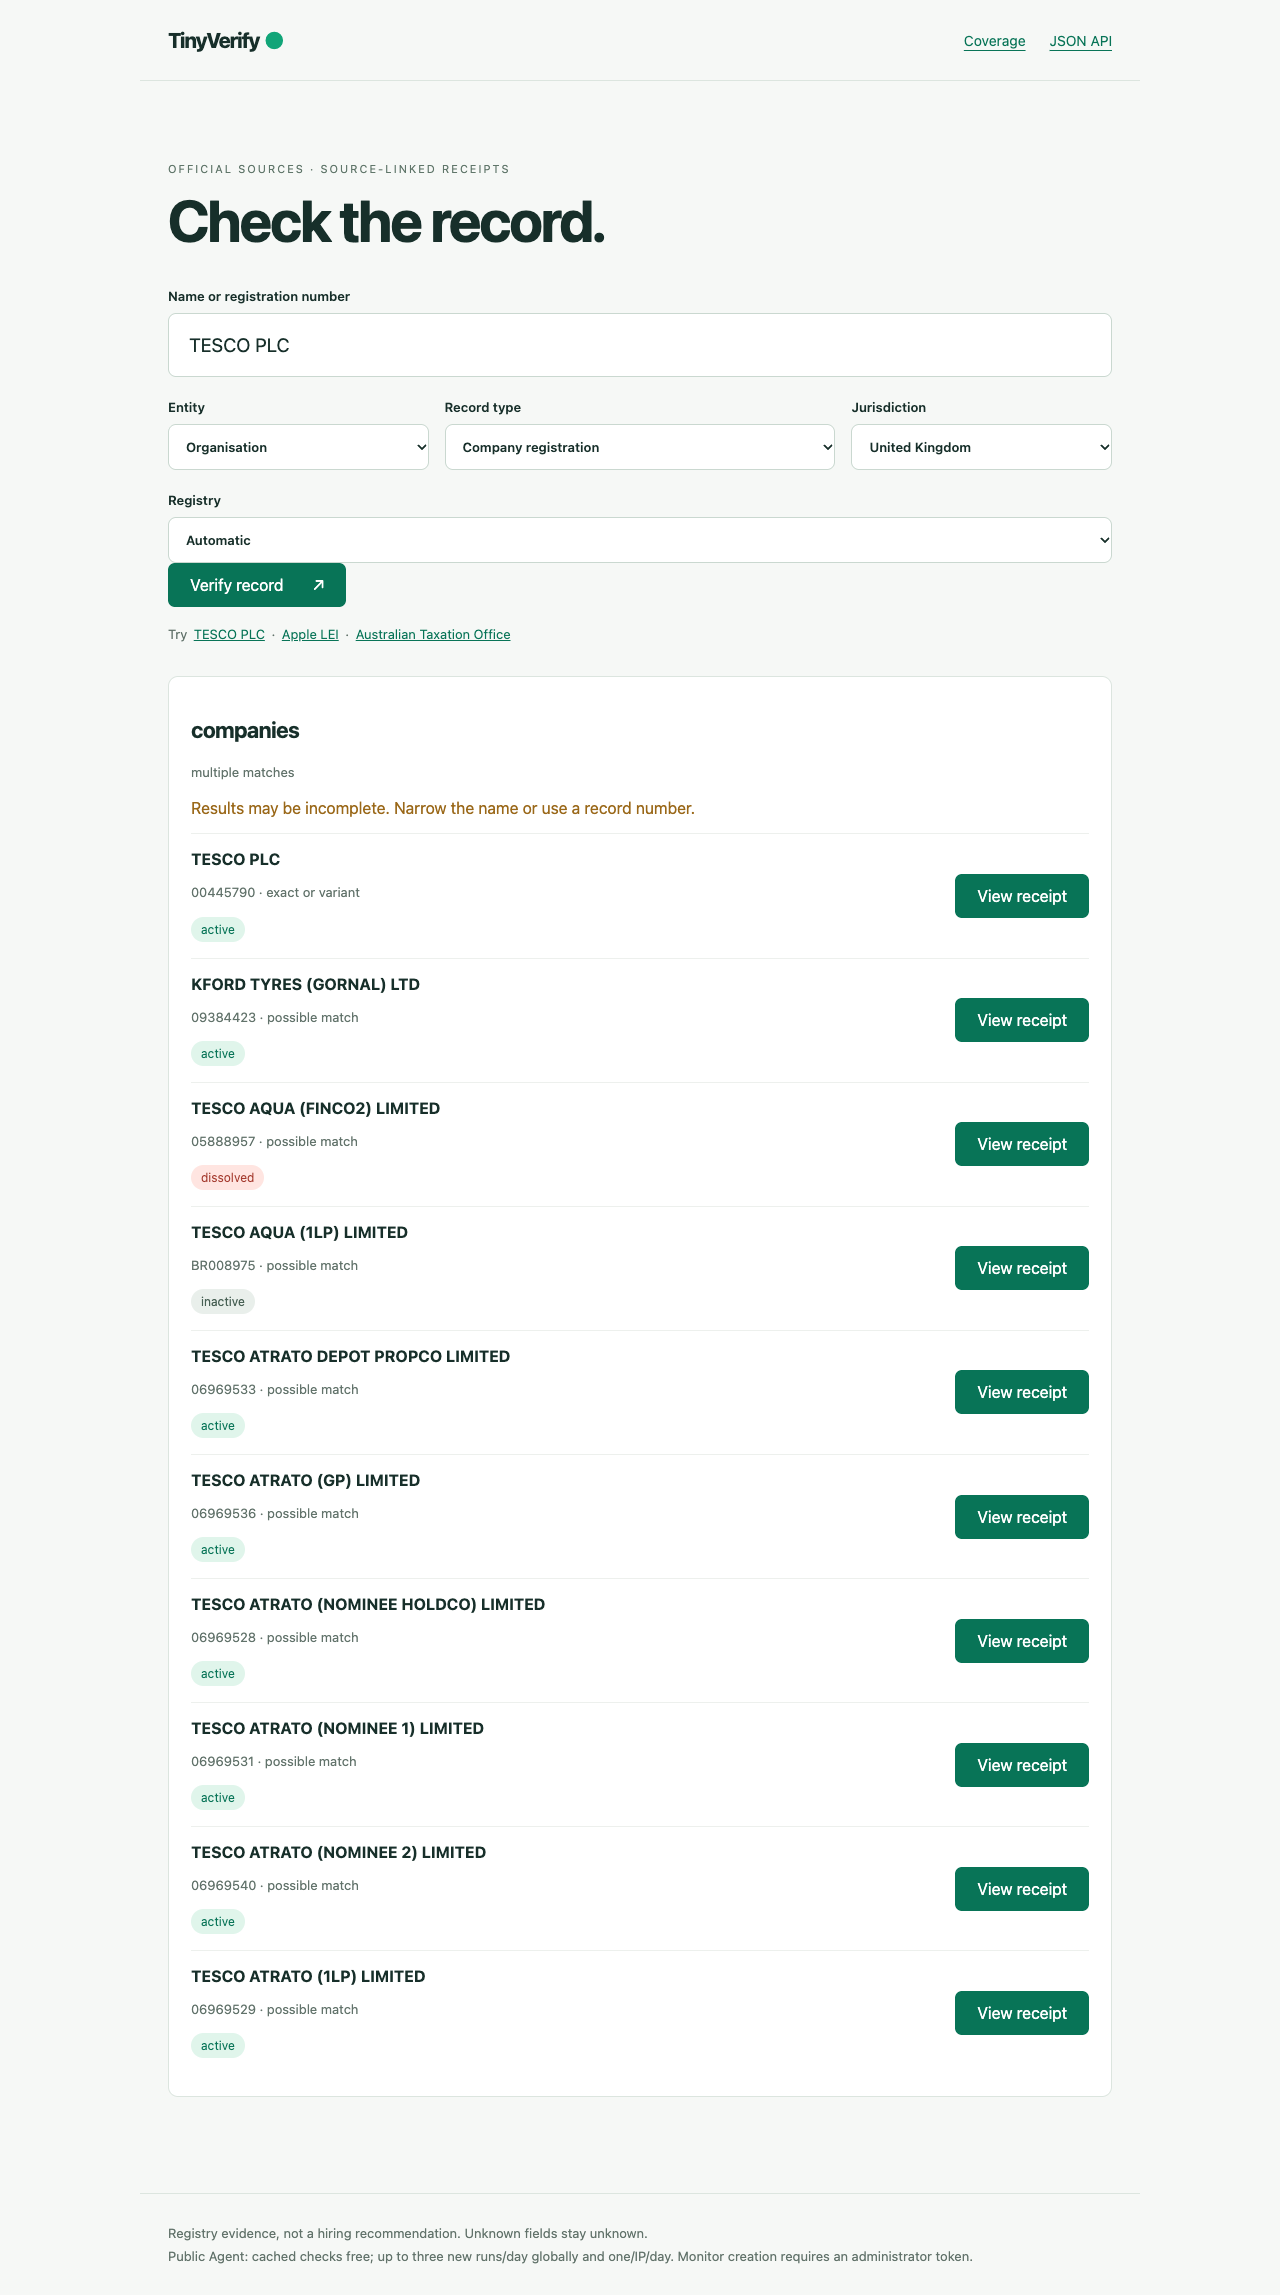 TinyVerify
Coverage JSON API
OFFICIAL SOURCES · SOURCE-LINKED RECEIPTS
Check the record.
Name or registration number
TESCO PLC
Entity Record type Jurisdiction
Organisation Company registration United Kingdom
Registry
Automatic
Verify record ↗
Try TESCO PLC · Apple LEI · Australian Taxation Office
companies
multiple matches
Results may be incomplete. Narrow the name or use a record number.
TESCO PLC
00445790 · exact or variant
active
View receipt
KFORD TYRES (GORNAL) LTD
09384423 · possible match
active
View receipt
TESCO AQUA (FINCO2) LIMITED
05888957 · possible match
dissolved
View receipt
TESCO AQUA (1LP) LIMITED
BR008975 · possible match
inactive
View receipt
TESCO ATRATO DEPOT PROPCO LIMITED
06969533 · possible match
active
View receipt
TESCO ATRATO (GP) LIMITED
06969536 · possible match
active
View receipt
TESCO ATRATO (NOMINEE HOLDCO) LIMITED
06969528 · possible match
active
View receipt
TESCO ATRATO (NOMINEE 1) LIMITED
06969531 · possible match
active
View receipt
TESCO ATRATO (NOMINEE 2) LIMITED
06969540 · possible match
active
View receipt
TESCO ATRATO (1LP) LIMITED
06969529 · possible match
active
View receipt
Registry evidence, not a hiring recommendation. Unknown fields stay unknown.
Public Agent: cached checks free; up to three new runs/day globally and one/IP/day. Monitor creation requires an administrator token.